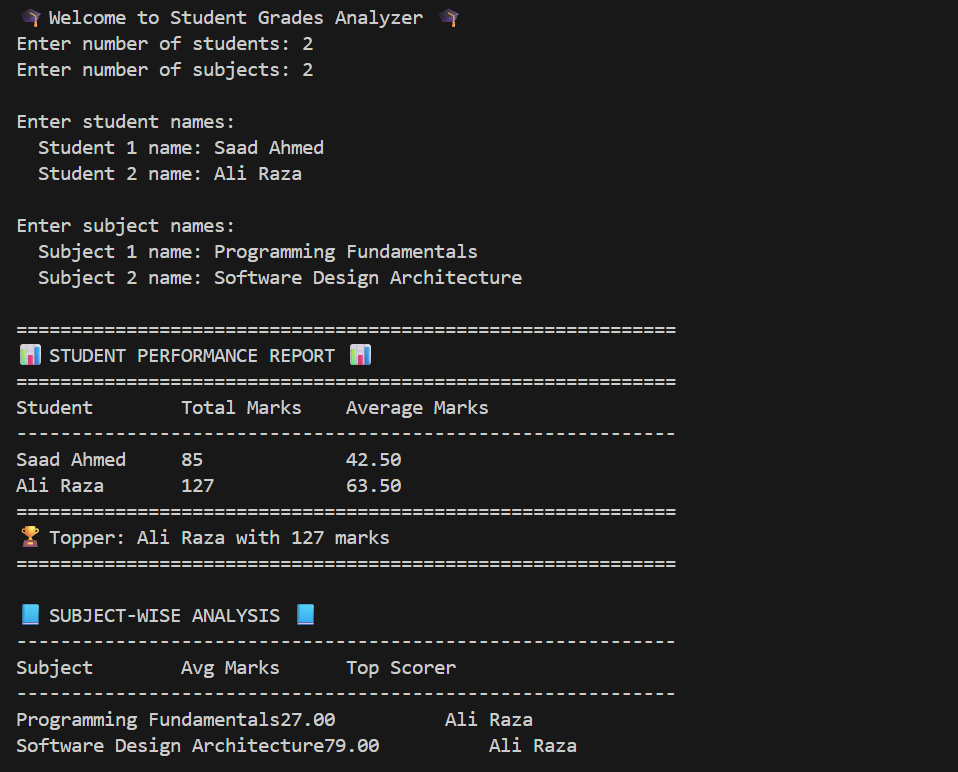 🎓 Welcome to Student Grades Analyzer 🎓
Enter number of students: 2
Enter number of subjects: 2

Enter student names:
  Student 1 name: Saad Ahmed
  Student 2 name: Ali Raza

Enter subject names:
  Subject 1 name: Programming Fundamentals
  Subject 2 name: Software Design Architecture

============================================================
📊 STUDENT PERFORMANCE REPORT 📊
============================================================
Student        Total Marks    Average Marks
------------------------------------------------------------
Saad Ahmed     85             42.50
Ali Raza       127            63.50
============================================================
🏆 Topper: Ali Raza with 127 marks
============================================================

📘 SUBJECT-WISE ANALYSIS 📘
------------------------------------------------------------
Subject        Avg Marks      Top Scorer
------------------------------------------------------------
Programming Fundamentals27.00          Ali Raza
Software Design Architecture79.00          Ali Raza